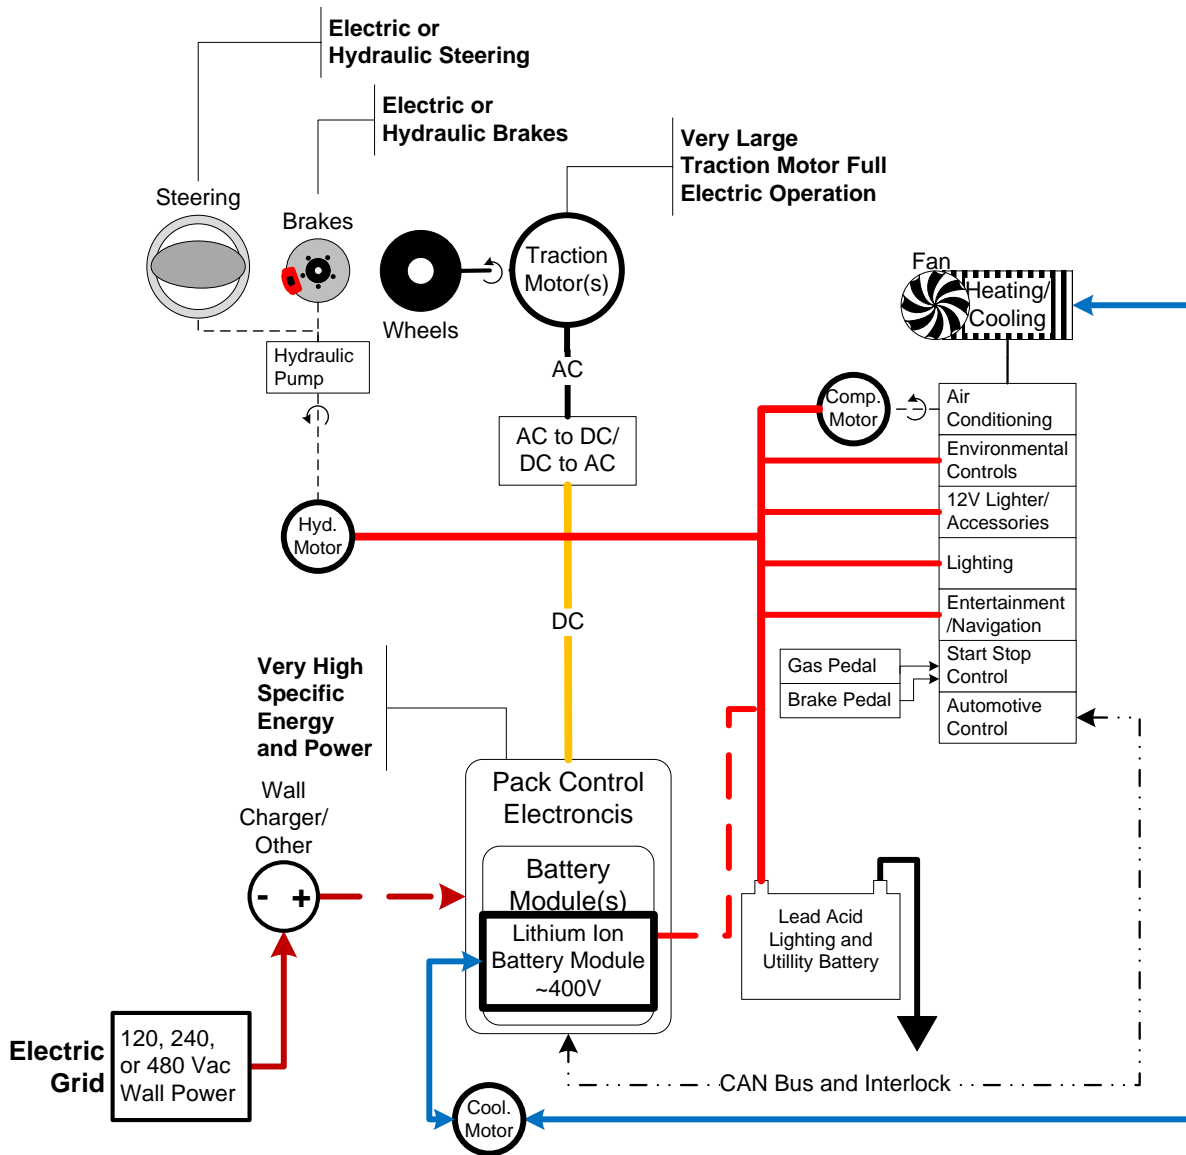 Electric or
Hydraulic Steering
Electric or
Hydraulic Brakes
Very Large
Traction Motor Full
Electric Operation
Steering
Brakes
Wheels
Traction
Motor(s)
Fan
Heating/
Cooling
Hydraulic
Pump
AC
Comp.
Motor
Air
Conditioning
AC to DC/
DC to AC
Environmental
Controls
12V Lighter/
Accessories
Hyd.
Motor
Lighting
Entertainment
/Navigation
DC
Gas Pedal
Brake Pedal
Start Stop
Control
Automotive
Control
Very High
Specific
Energy
and Power
Pack Control
Electroncis
Wall
Charger/
Other
- +
Battery
Module(s)
Lithium Ion
Battery Module
~400V
Lead Acid
Lighting and
Utillity Battery
Electric
Grid
120, 240,
or 480 Vac
Wall Power
CAN Bus and Interlock
Cool.
Motor